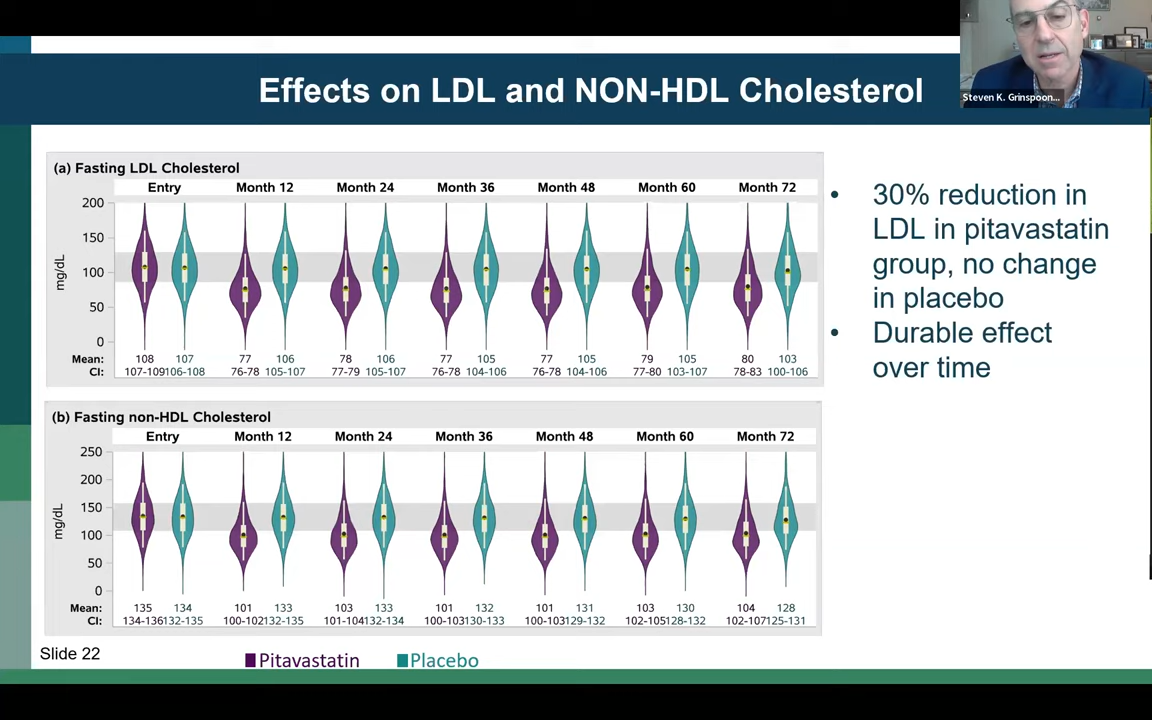 Effects on LDL and NON-HDL Cholesterol
Steven K. Grinspoon...
(a) Fasting LDL Cholesterol
Entry Month 12 Month 24 Month 36 Month 48 Month 60 Month 72
200
150
100
50
0
mg/dL
Mean: 108 107 77 106 78 106 77 105 77 105 79 105 80 103
CI: 107-109 106-108 76-78 105-107 77-79 105-107 76-78 104-106 76-78 104-106 77-80 103-107 78-83 100-106
(b) Fasting non-HDL Cholesterol
Entry Month 12 Month 24 Month 36 Month 48 Month 60 Month 72
250
200
150
100
50
0
mg/dL
Mean: 135 134 101 133 103 133 101 132 101 131 103 130 104 128
CI: 134-136 132-135 100-102 132-135 101-104 132-134 100-103 130-133 100-103 129-132 102-105 128-132 102-107 125-131
• 30% reduction in
LDL in pitavastatin
group, no change
in placebo
• Durable effect
over time
Slide 22
Pitavastatin Placebo